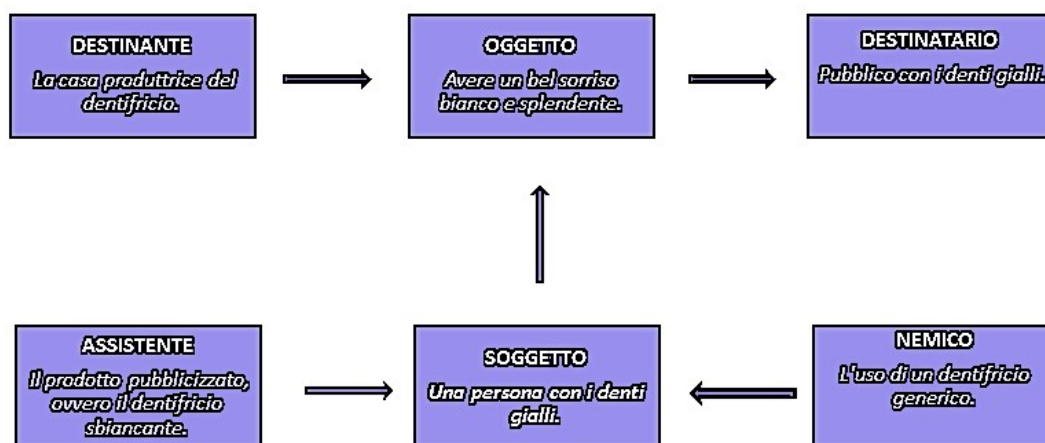 DESTINANTE
La casa produttrice del
dentifricio.
OGGETTO
Avere un bel sorriso
bianco e splendente.
DESTINATARIO
Pubblico con i denti gialli.
ASSISTENTE
Il prodotto pubblicizzato,
ovvero il dentifricio
sbiancante.
SOGGETTO
Una persona con i denti
gialli.
NEMICO
L'uso di un dentifricio
generico.